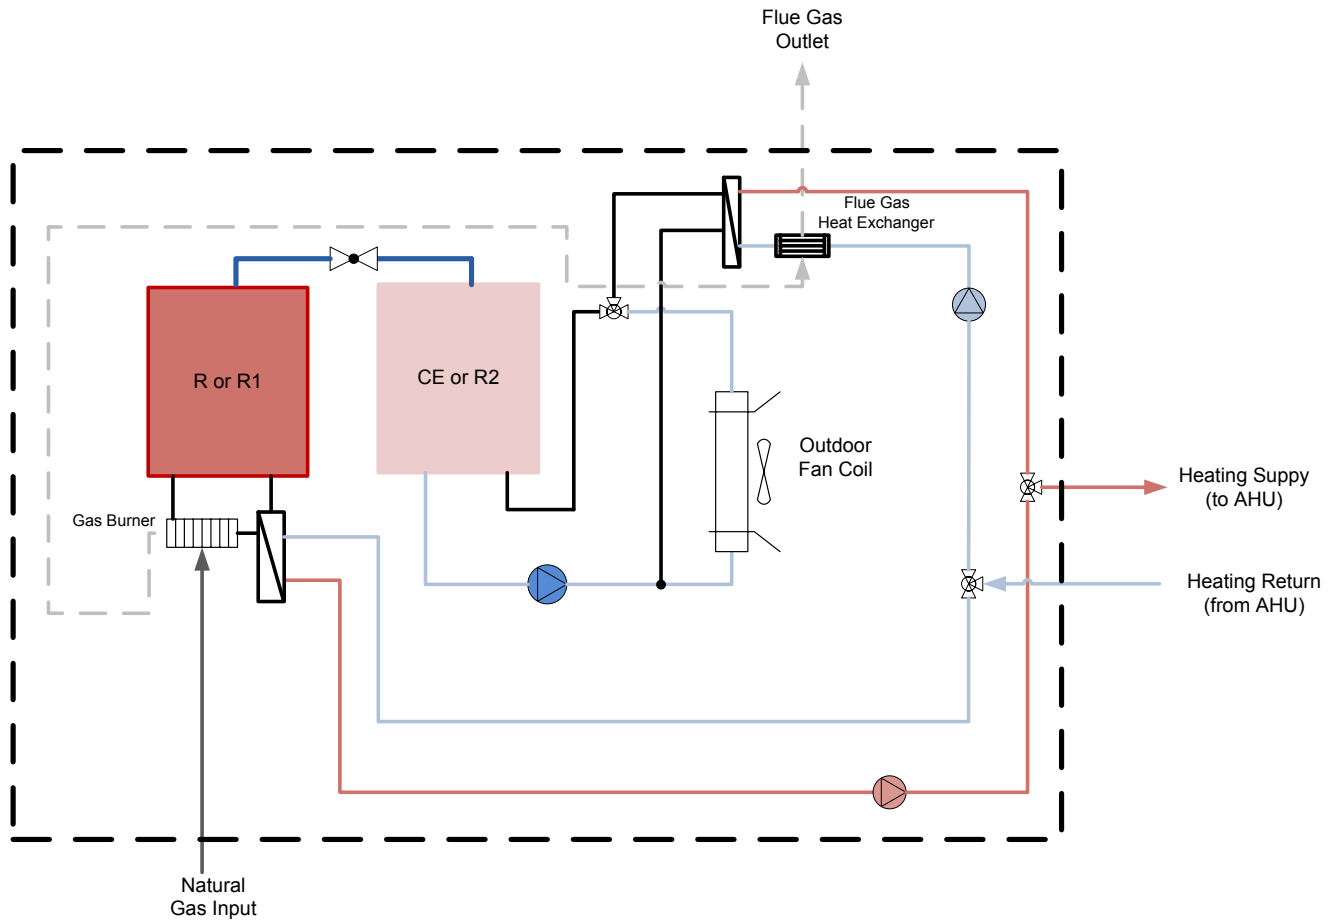 Flue Gas
Outlet
Flue Gas
Heat Exchanger
R or R1
CE or R2
Outdoor
Fan Coil
Heating Suppy
(to AHU)
Gas Burner
Heating Return
(from AHU)
Natural
Gas Input